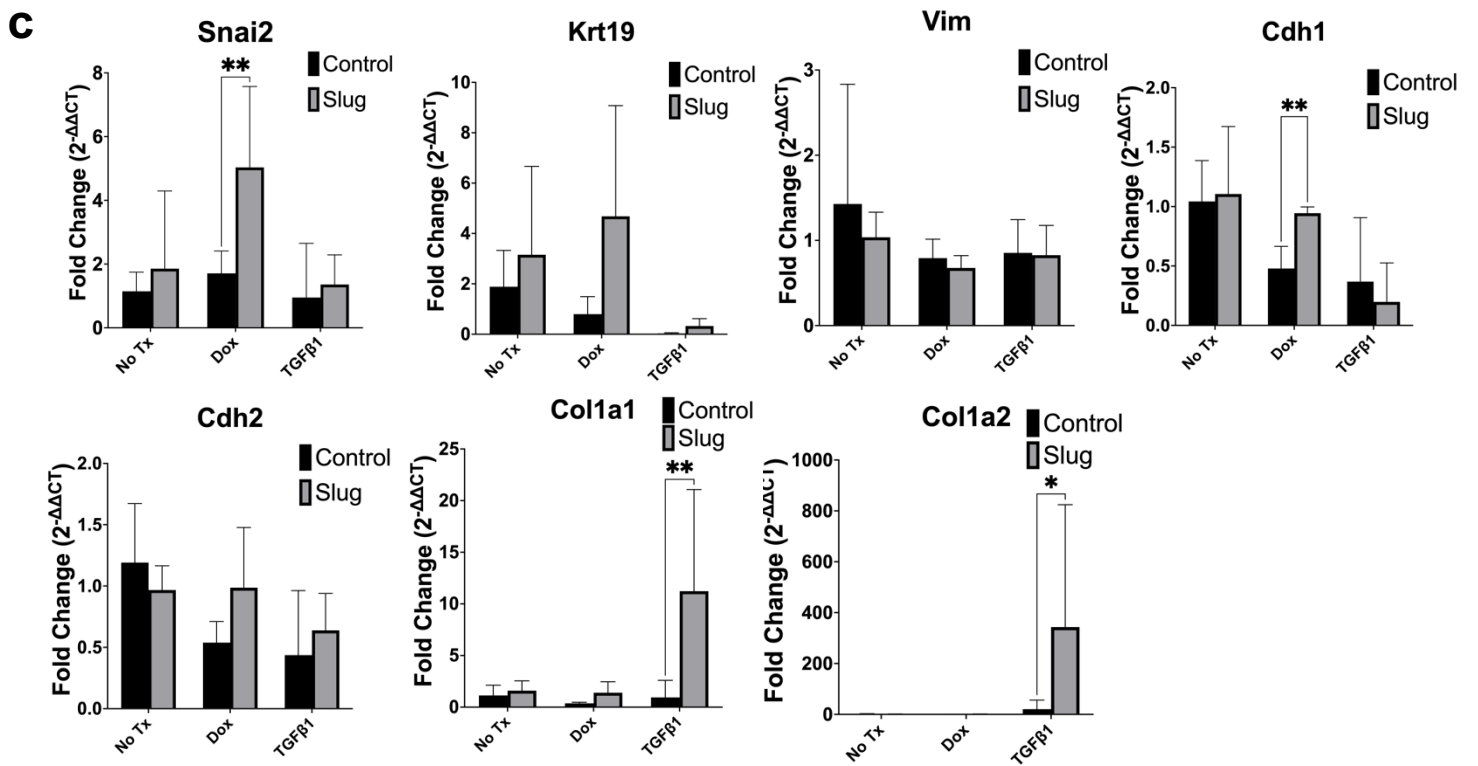 C
Snai2
Control
Slug
**
Fold Change (2-ΔΔCT)
8
6
4
2
0
No Tx
Dox
TGFβ1
Krt19
Control
Slug
Fold Change (2-ΔΔCT)
10
8
6
4
2
0
No Tx
Dox
TGFβ1
Vim
Control
Slug
Fold Change (2-ΔΔCT)
3
2
1
0
No Tx
Dox
TGFβ1
Cdh1
Control
Slug
**
Fold Change (2-ΔΔCT)
2.0
1.5
1.0
0.5
0.0
No Tx
Dox
TGFβ1
Cdh2
Control
Slug
Fold Change (2-ΔΔCT)
2.0
1.5
1.0
0.5
0.0
No Tx
Dox
TGFβ1
Col1a1
Control
Slug
**
Fold Change (2-ΔΔCT)
25
20
15
10
5
0
No Tx
Dox
TGFβ1
Col1a2
Control
Slug
*
Fold Change (2-ΔΔCT)
1000
800
600
400
200
0
No Tx
Dox
TGFβ1